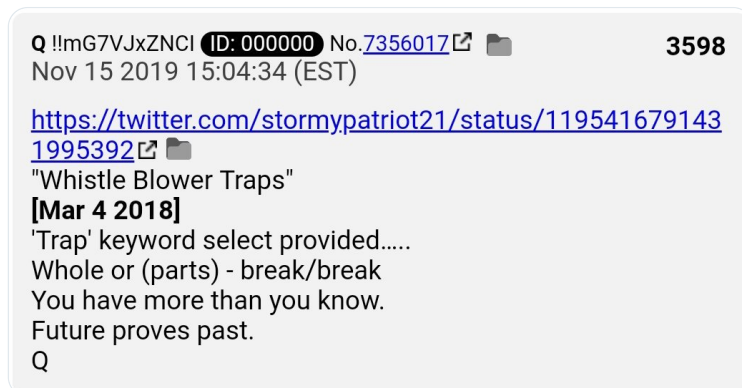 Q !!mG7VJxZNCI ID: 000000 No.7356017 3598
Nov 15 2019 15:04:34 (EST)
https://twitter.com/stormypatriot21/status/119541679143
1995392
"Whistle Blower Traps"
[Mar 4 2018]
'Trap' keyword select provided.....
Whole or (parts) - break/break
You have more than you know.
Future proves past.
Q